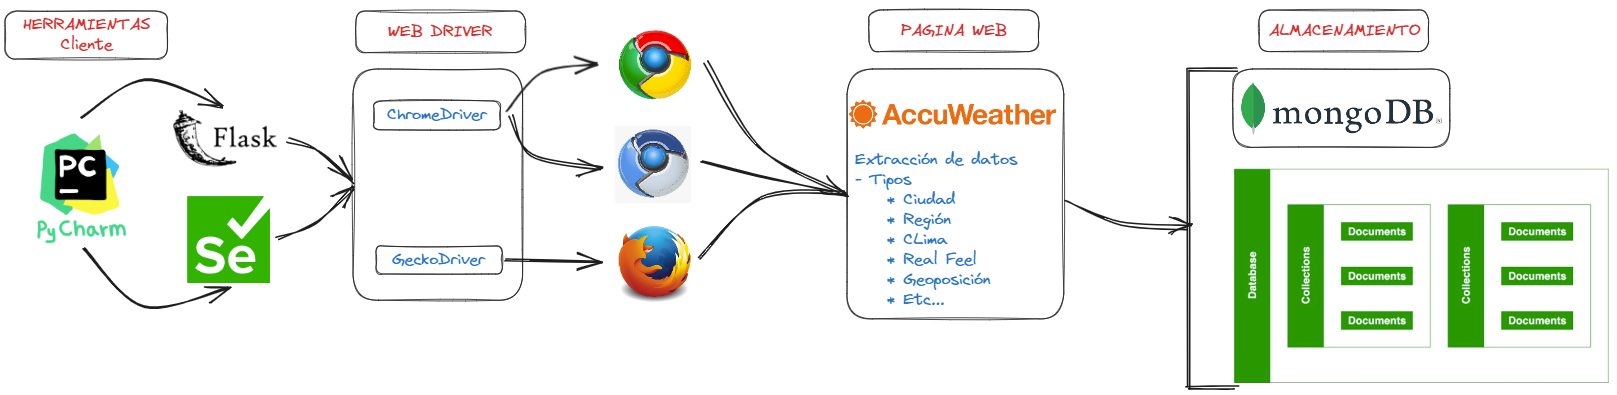 HERRAMIENTAS
Cliente
WEB DRIVER
PAGINA WEB
ALMACENAMIENTO
PC
PyCharm
Flask
Se
ChromeDriver
GeckoDriver
AccuWeather
Extracción de datos
- Tipos
* Ciudad
* Región
* CLima
* Real Feel
* Geoposición
* Etc...
mongoDB®
Database
Collections
Documents
Documents
Documents
Collections
Documents
Documents
Documents